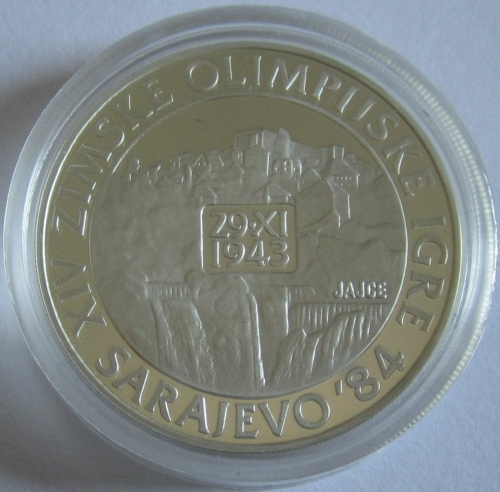 XIV ZIMSKE OLIMPIJSKE IGRE
SARAJEVO '84
29·XI
1943
JAJCE